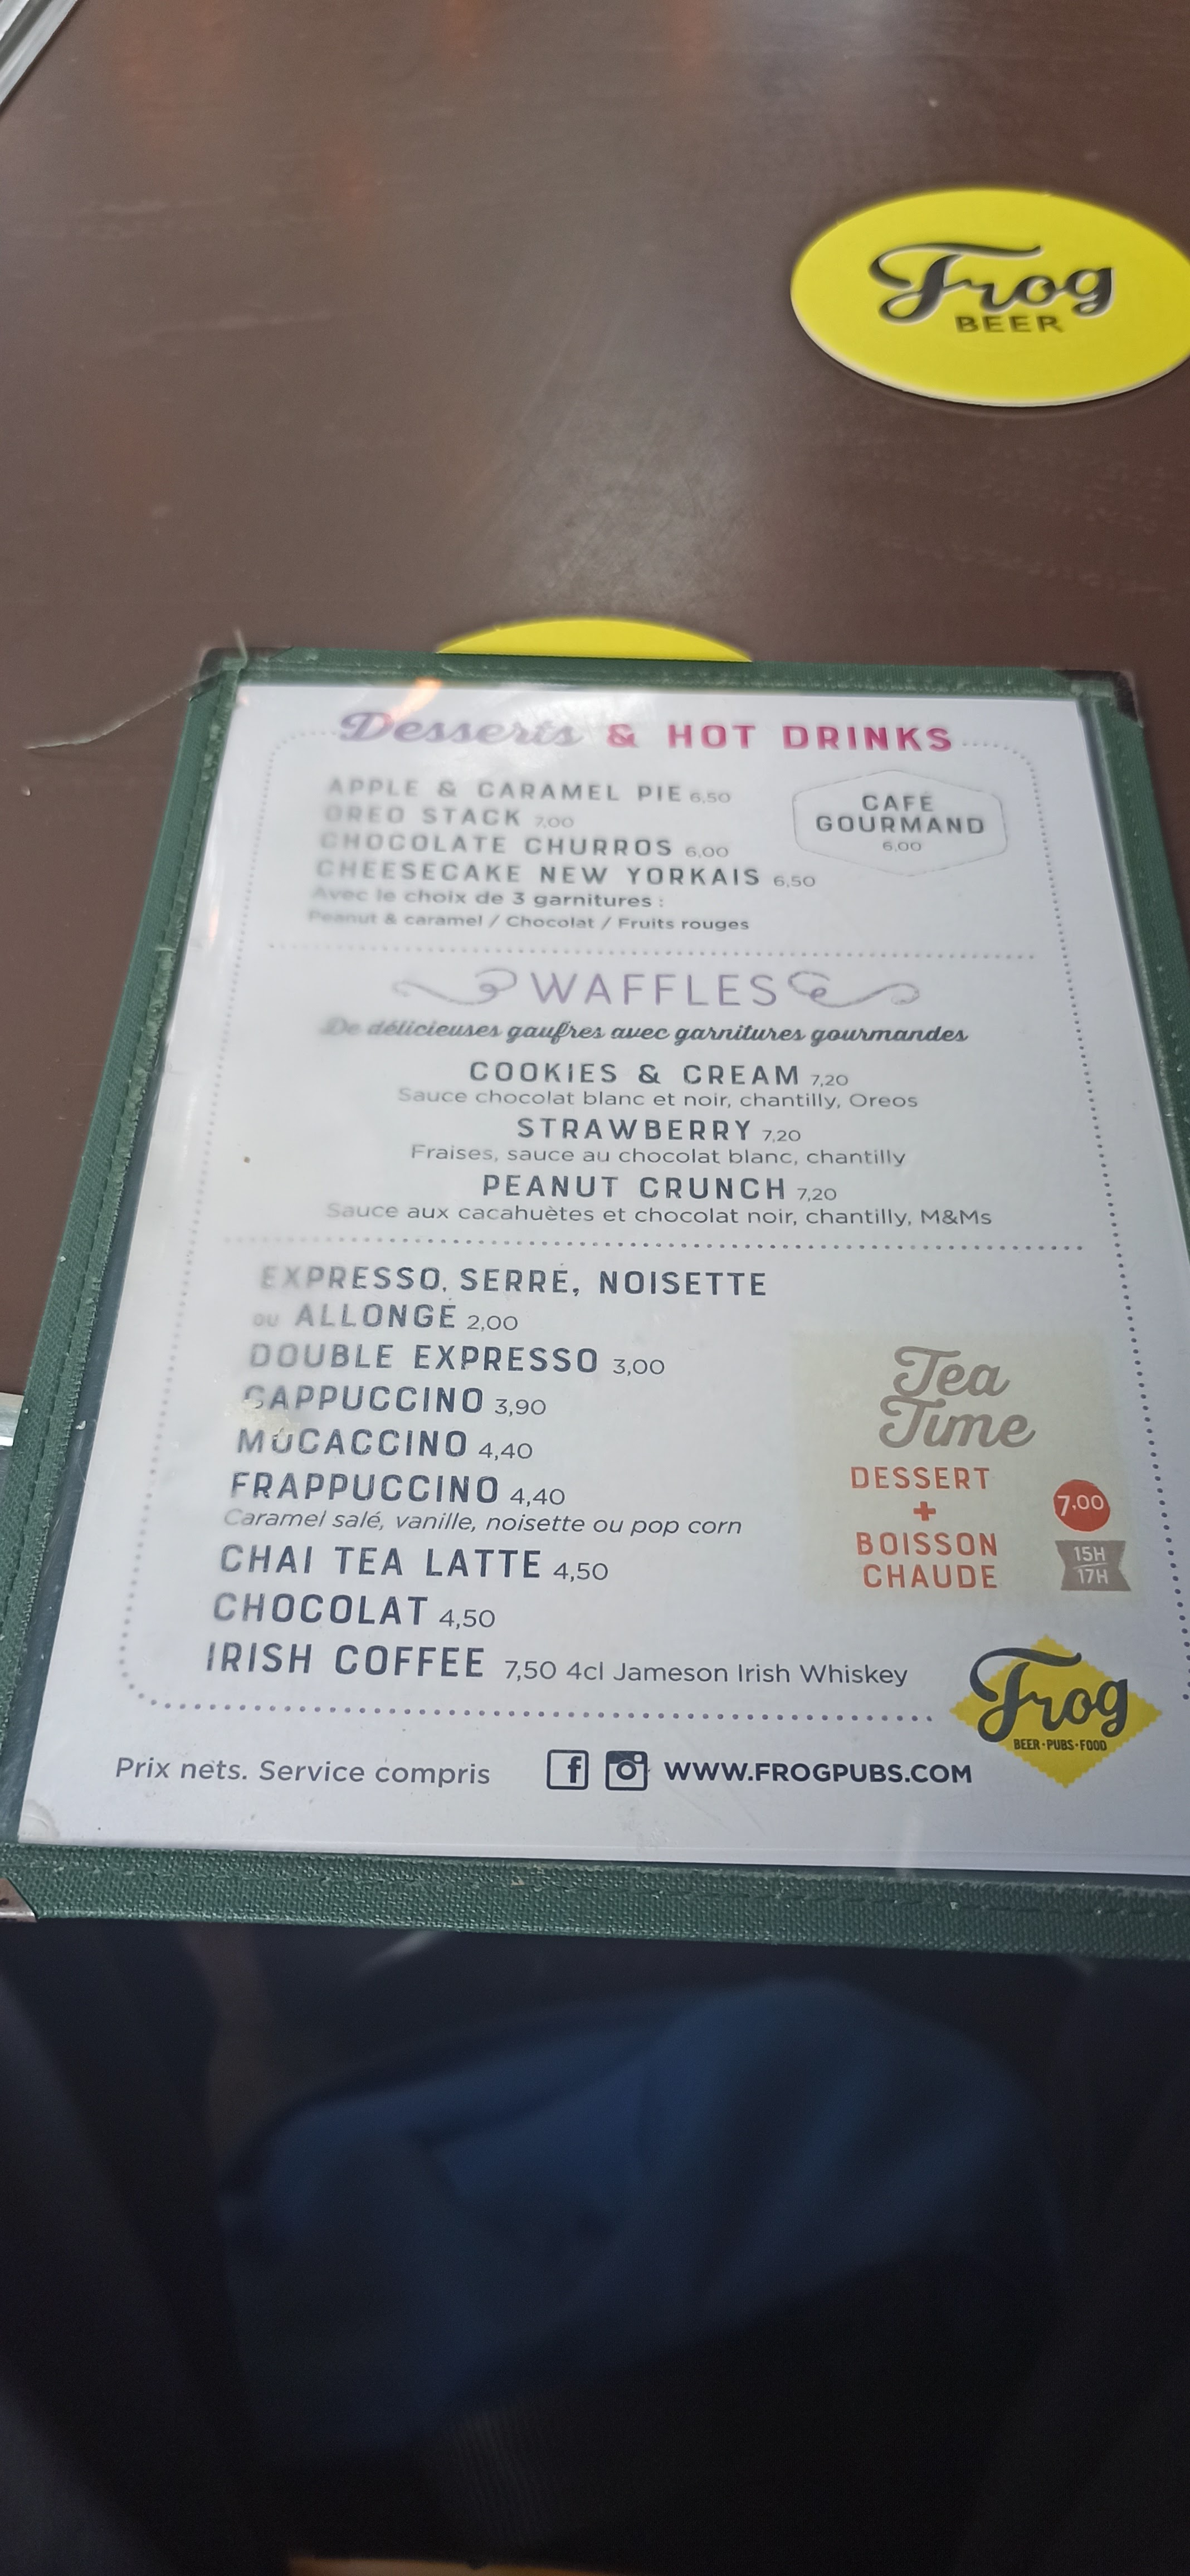 Frog
BEER
Desserts & HOT DRINKS
APPLE & CARAMEL PIE 6,50
OREO STACK 7,00
CHOCOLATE CHURROS 6,00
CHEESECAKE NEW YORKAIS 6,50
Avec le choix de 3 garnitures :
Peanut & caramel / Chocolat / Fruits rouges
CAFÉ
GOURMAND
6,00
WAFFLES
De délicieuses gaufres avec garnitures gourmandes
COOKIES & CREAM 7,20
Sauce chocolat blanc et noir, chantilly, Oreos
STRAWBERRY 7,20
Fraises, sauce au chocolat blanc, chantilly
PEANUT CRUNCH 7,20
Sauce aux cacahuètes et chocolat noir, chantilly, M&Ms
EXPRESSO, SERRÉ, NOISETTE
OU ALLONGÉ 2,00
DOUBLE EXPRESSO 3,00
CAPPUCCINO 3,90
MOCACCINO 4,40
FRAPPUCCINO 4,40
Caramel salé, vanille, noisette ou pop corn
CHAI TEA LATTE 4,50
CHOCOLAT 4,50
IRISH COFFEE 7,50 4cl Jameson Irish Whiskey
Tea
Time
DESSERT
+
BOISSON
CHAUDE
7,00
15H
17H
Frog
BEER·PUBS·FOOD
Prix nets. Service compris
f WWW.FROGPUBS.COM